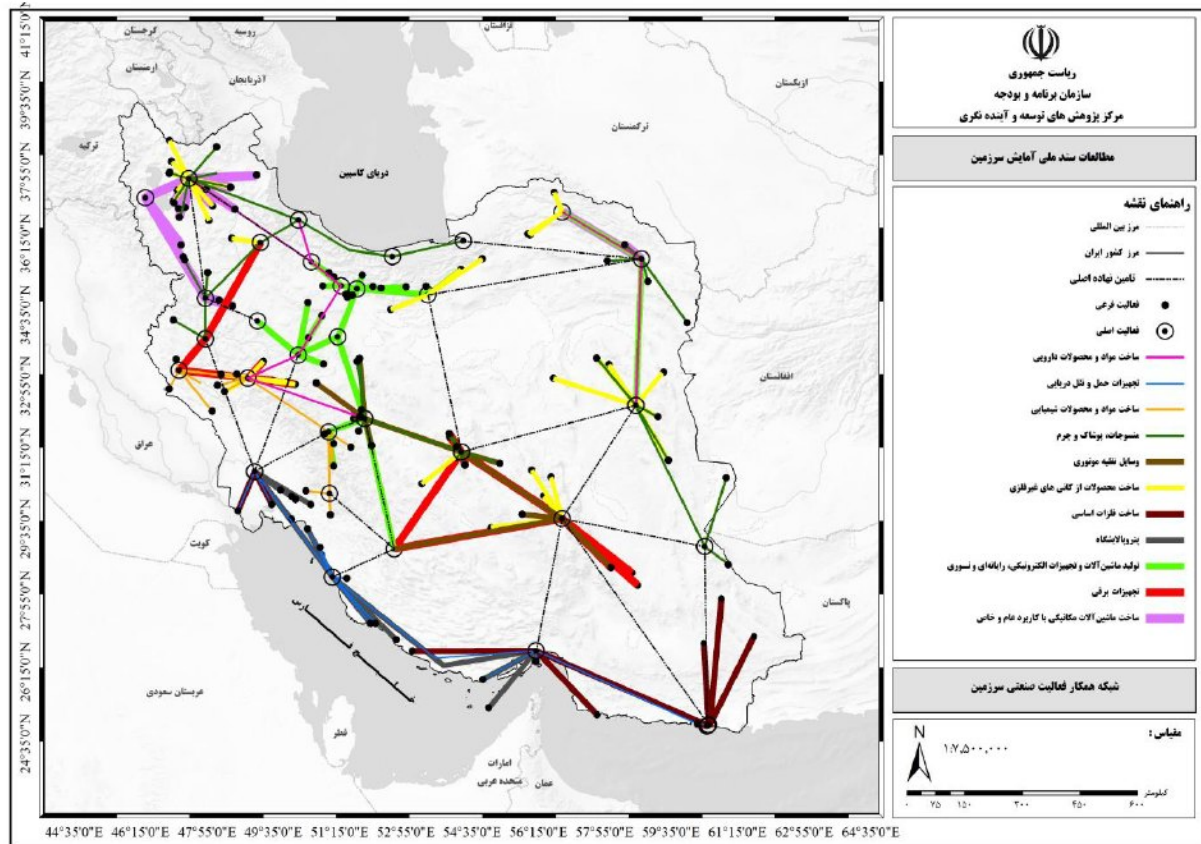 گرجستان
روسیه
قزاقستان
ارمنستان
آذربایجان
ازبکستان
ترکیه
ترکمنستان
دریای کاسپین
افغانستان
عراق
کویت
پاکستان
فارس
عربستان سعودی
قطر
امارات
متحده عربی
عمان
41°15'0"N
39°35'0"N
37°55'0"N
36°15'0"N
34°35'0"N
32°55'0"N
31°15'0"N
29°35'0"N
27°55'0"N
26°15'0"N
24°35'0"N
44°35'0"E 46°15'0"E 47°55'0"E 49°35'0"E 51°15'0"E 52°55'0"E 54°35'0"E 56°15'0"E 57°55'0"E 59°35'0"E 61°15'0"E 62°55'0"E 64°35'0"E
ریاست جمهوری
سازمان برنامه و بودجه
مرکز پژوهش های توسعه و آینده نگری
مطالعات سند ملی آمایش سرزمین
راهنمای نقشه
مرز بین المللی
مرز کشور ایران
تامین نهاده اصلی
فعالیت فرعی
فعالیت اصلی
ساخت مواد و محصولات دارویی
تجهیزات حمل و نقل دریایی
ساخت مواد و محصولات شیمیایی
منسوجات، پوشاک و چرم
وسایل نقلیه موتوری
ساخت محصولات از کانی های غیرفلزی
ساخت فلزات اساسی
پتروپالایشگاه
تولید ماشین‌آلات و تجهیزات الکترونیکی، رایانه‌ای و نسوری
تجهیزات برقی
ساخت ماشین‌آلات مکانیکی با کاربرد عام و خاص
شبکه همکار فعالیت صنعتی سرزمین
مقیاس :
N
۱:۷,۵۰۰,۰۰۰
کیلومتر
۰ ۷۵ ۱۵۰ ۳۰۰ ۴۵۰ ۶۰۰